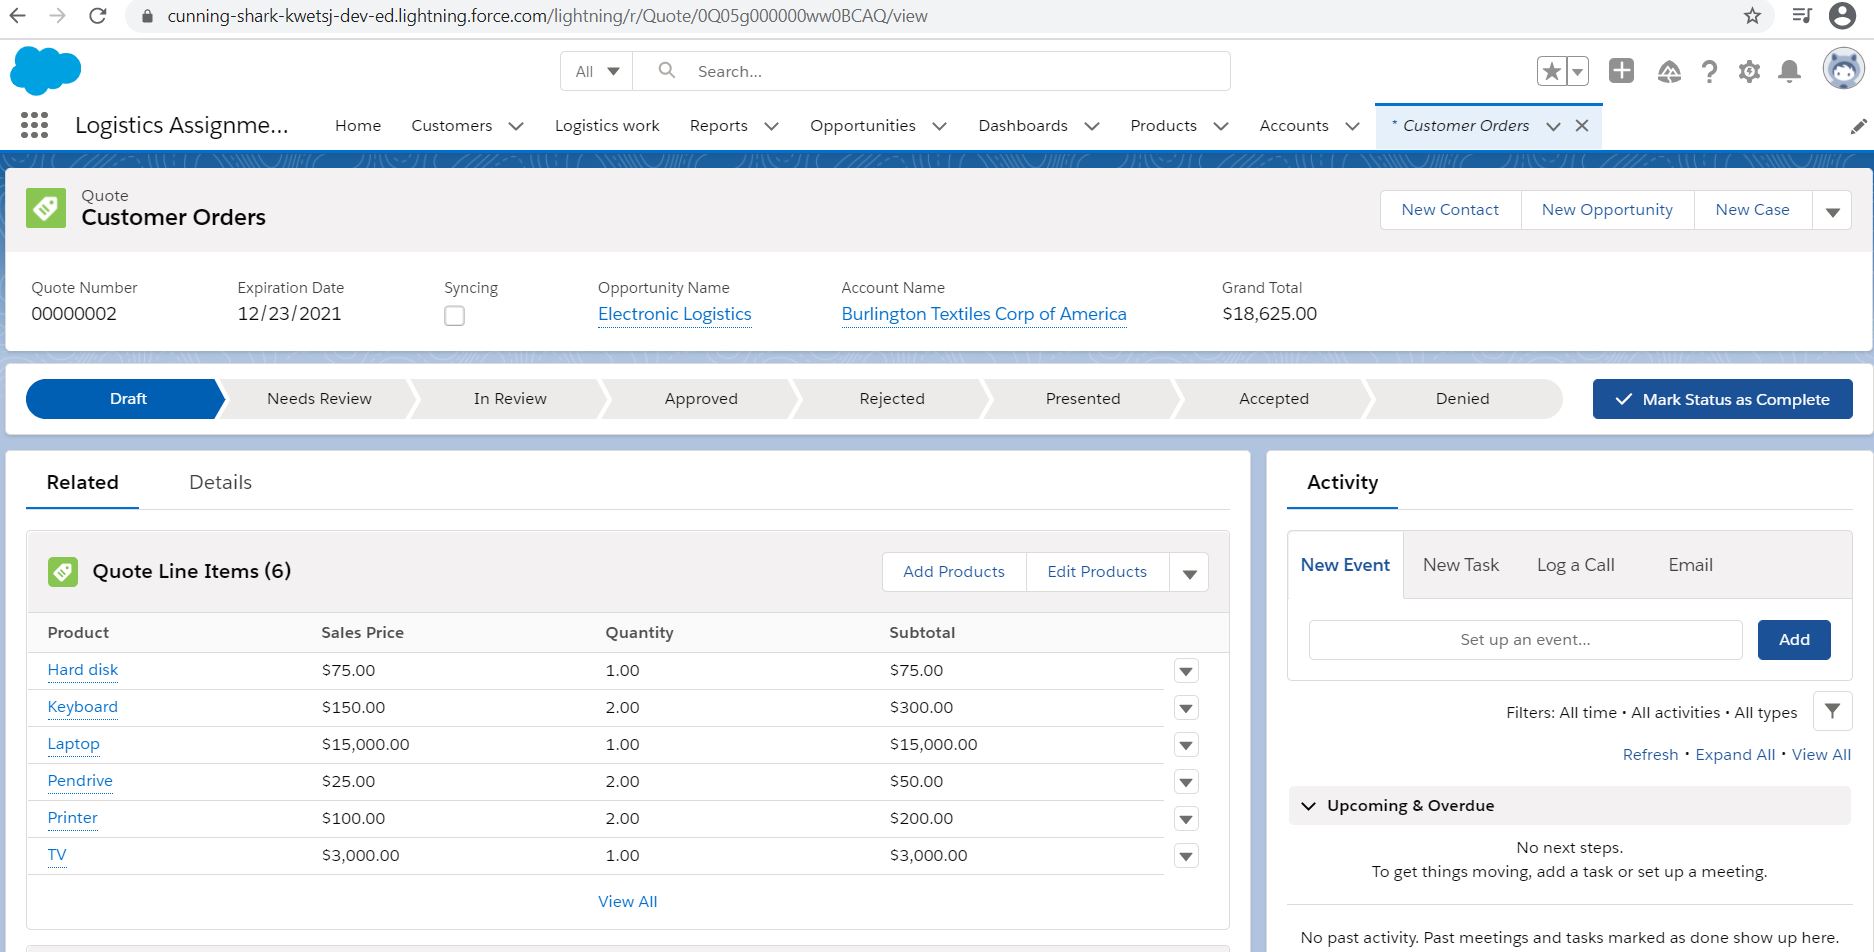 cunning-shark-kwetsj-dev-ed.lightning.force.com/lightning/r/Quote/0Q05g000000ww0BCAQ/view
All Search...
Logistics Assignme... Home Customers Logistics work Reports Opportunities Dashboards Products Accounts * Customer Orders
Quote
Customer Orders
New Contact New Opportunity New Case
Quote Number Expiration Date Syncing Opportunity Name Account Name Grand Total
00000002 12/23/2021 Electronic Logistics Burlington Textiles Corp of America $18,625.00
Draft Needs Review In Review Approved Rejected Presented Accepted Denied Mark Status as Complete
Related Details
Quote Line Items (6) Add Products Edit Products
Product Sales Price Quantity Subtotal
Hard disk $75.00 1.00 $75.00
Keyboard $150.00 2.00 $300.00
Laptop $15,000.00 1.00 $15,000.00
Pendrive $25.00 2.00 $50.00
Printer $100.00 2.00 $200.00
TV $3,000.00 1.00 $3,000.00
View All
Activity
New Event New Task Log a Call Email
Set up an event... Add
Filters: All time • All activities • All types
Refresh • Expand All • View All
Upcoming & Overdue
No next steps.
To get things moving, add a task or set up a meeting.
No past activity. Past meetings and tasks marked as done show up here.